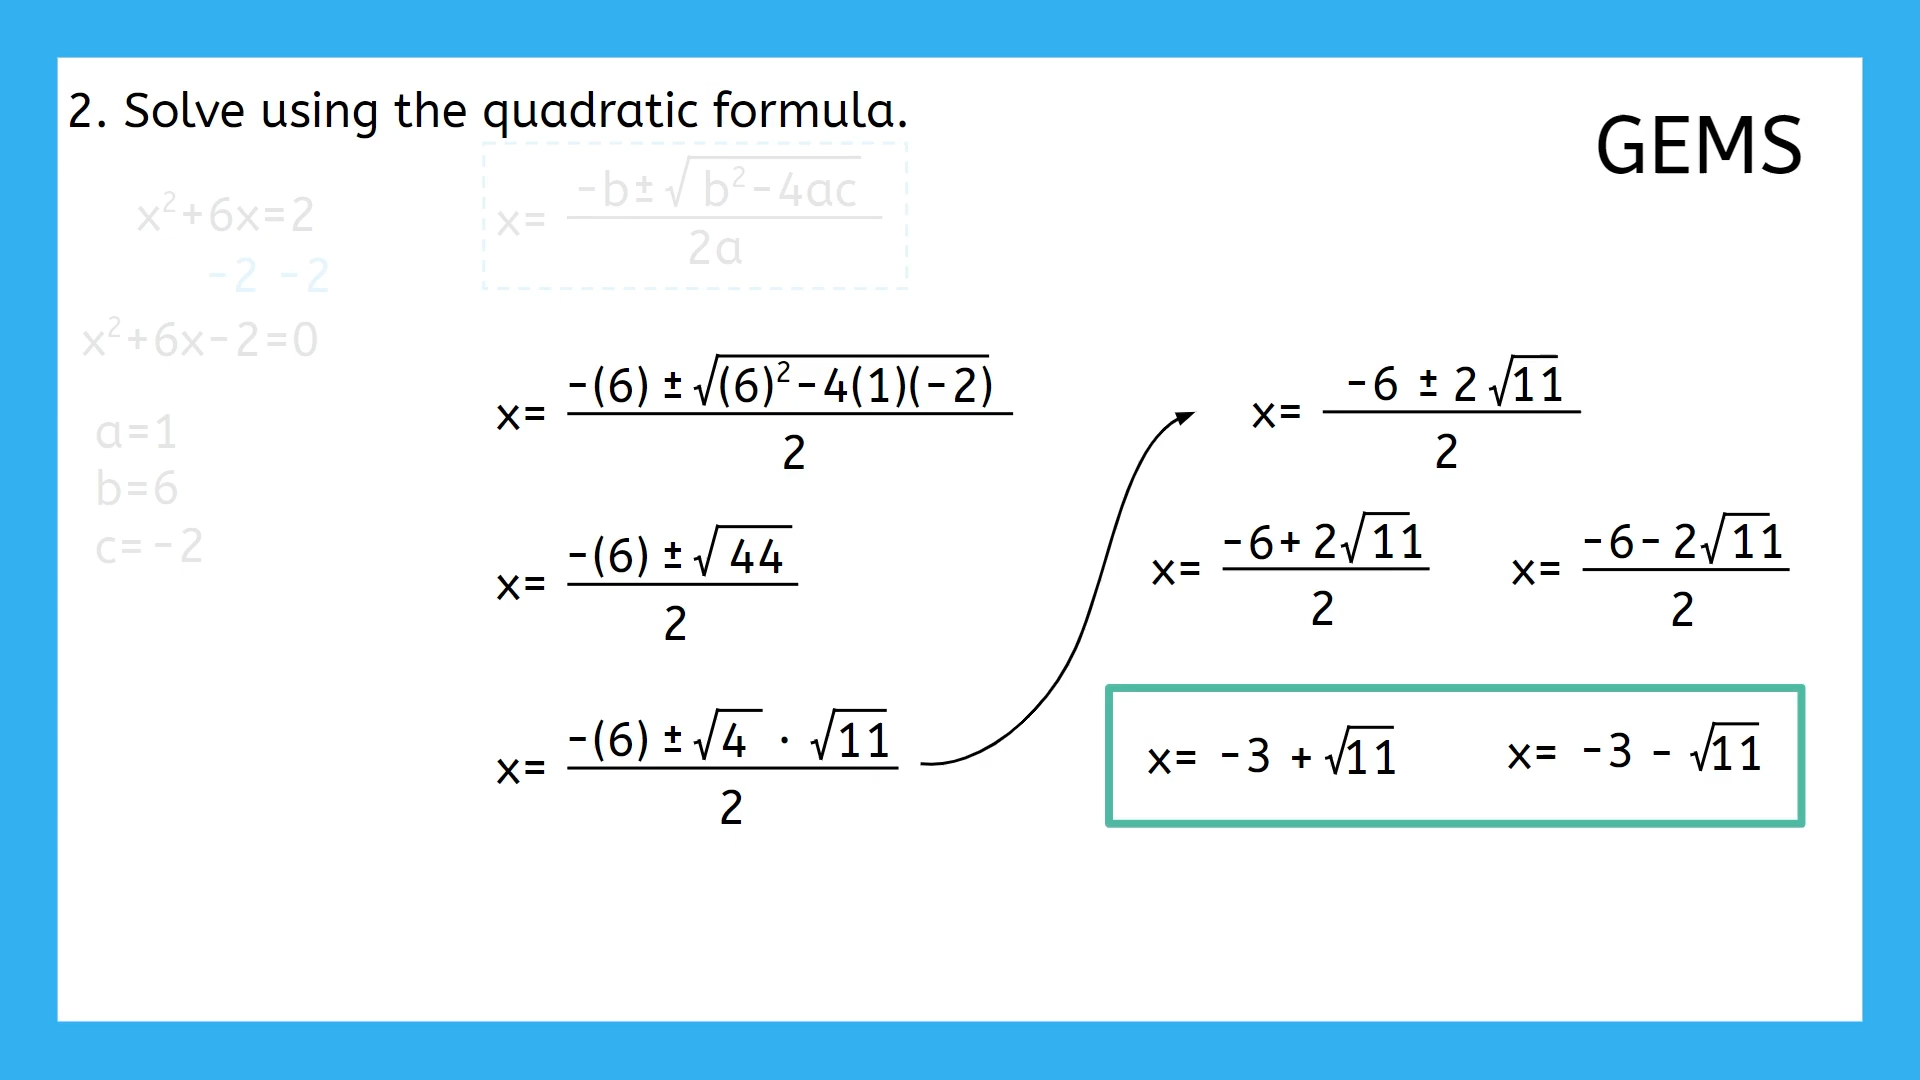 2. Solve using the quadratic formula.
GEMS
x²+6x=2
-2 -2
x²+6x-2=0
a=1
b=6
c=-2
x= -b±√b²-4ac / 2a
x= -(6) ±√(6)²-4(1)(-2) / 2
x= -(6) ±√44 / 2
x= -(6) ±√4 · √11 / 2
x= -6 ± 2√11 / 2
x= -6+2√11 / 2 x= -6-2√11 / 2
x= -3 + √11 x= -3 - √11